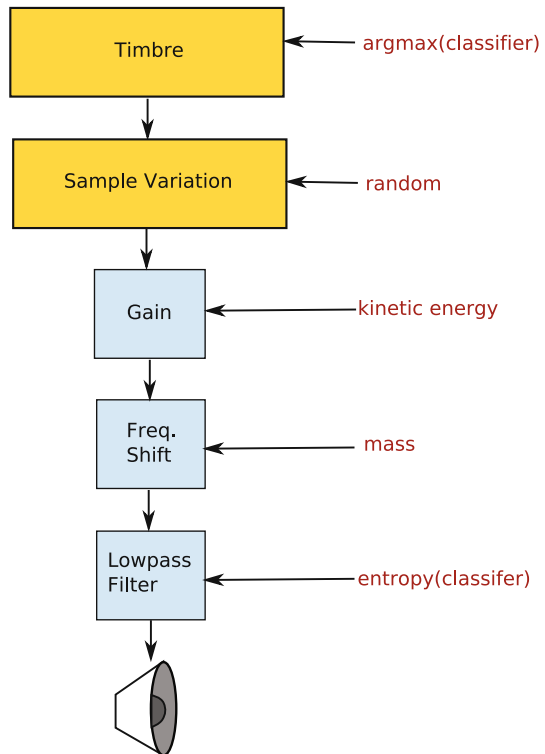 Timbre
argmax(classifier)
Sample Variation
random
Gain
kinetic energy
Freq.
Shift
mass
Lowpass
Filter
entropy(classifer)